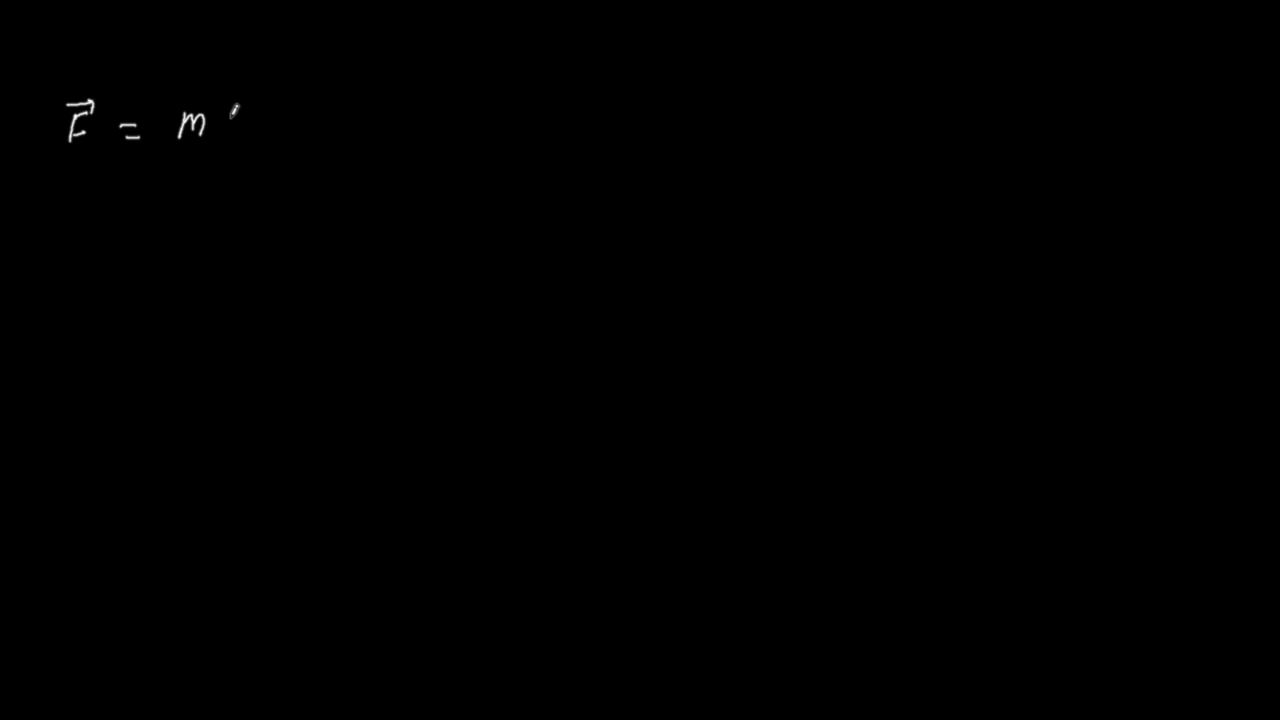 F⃗ = m